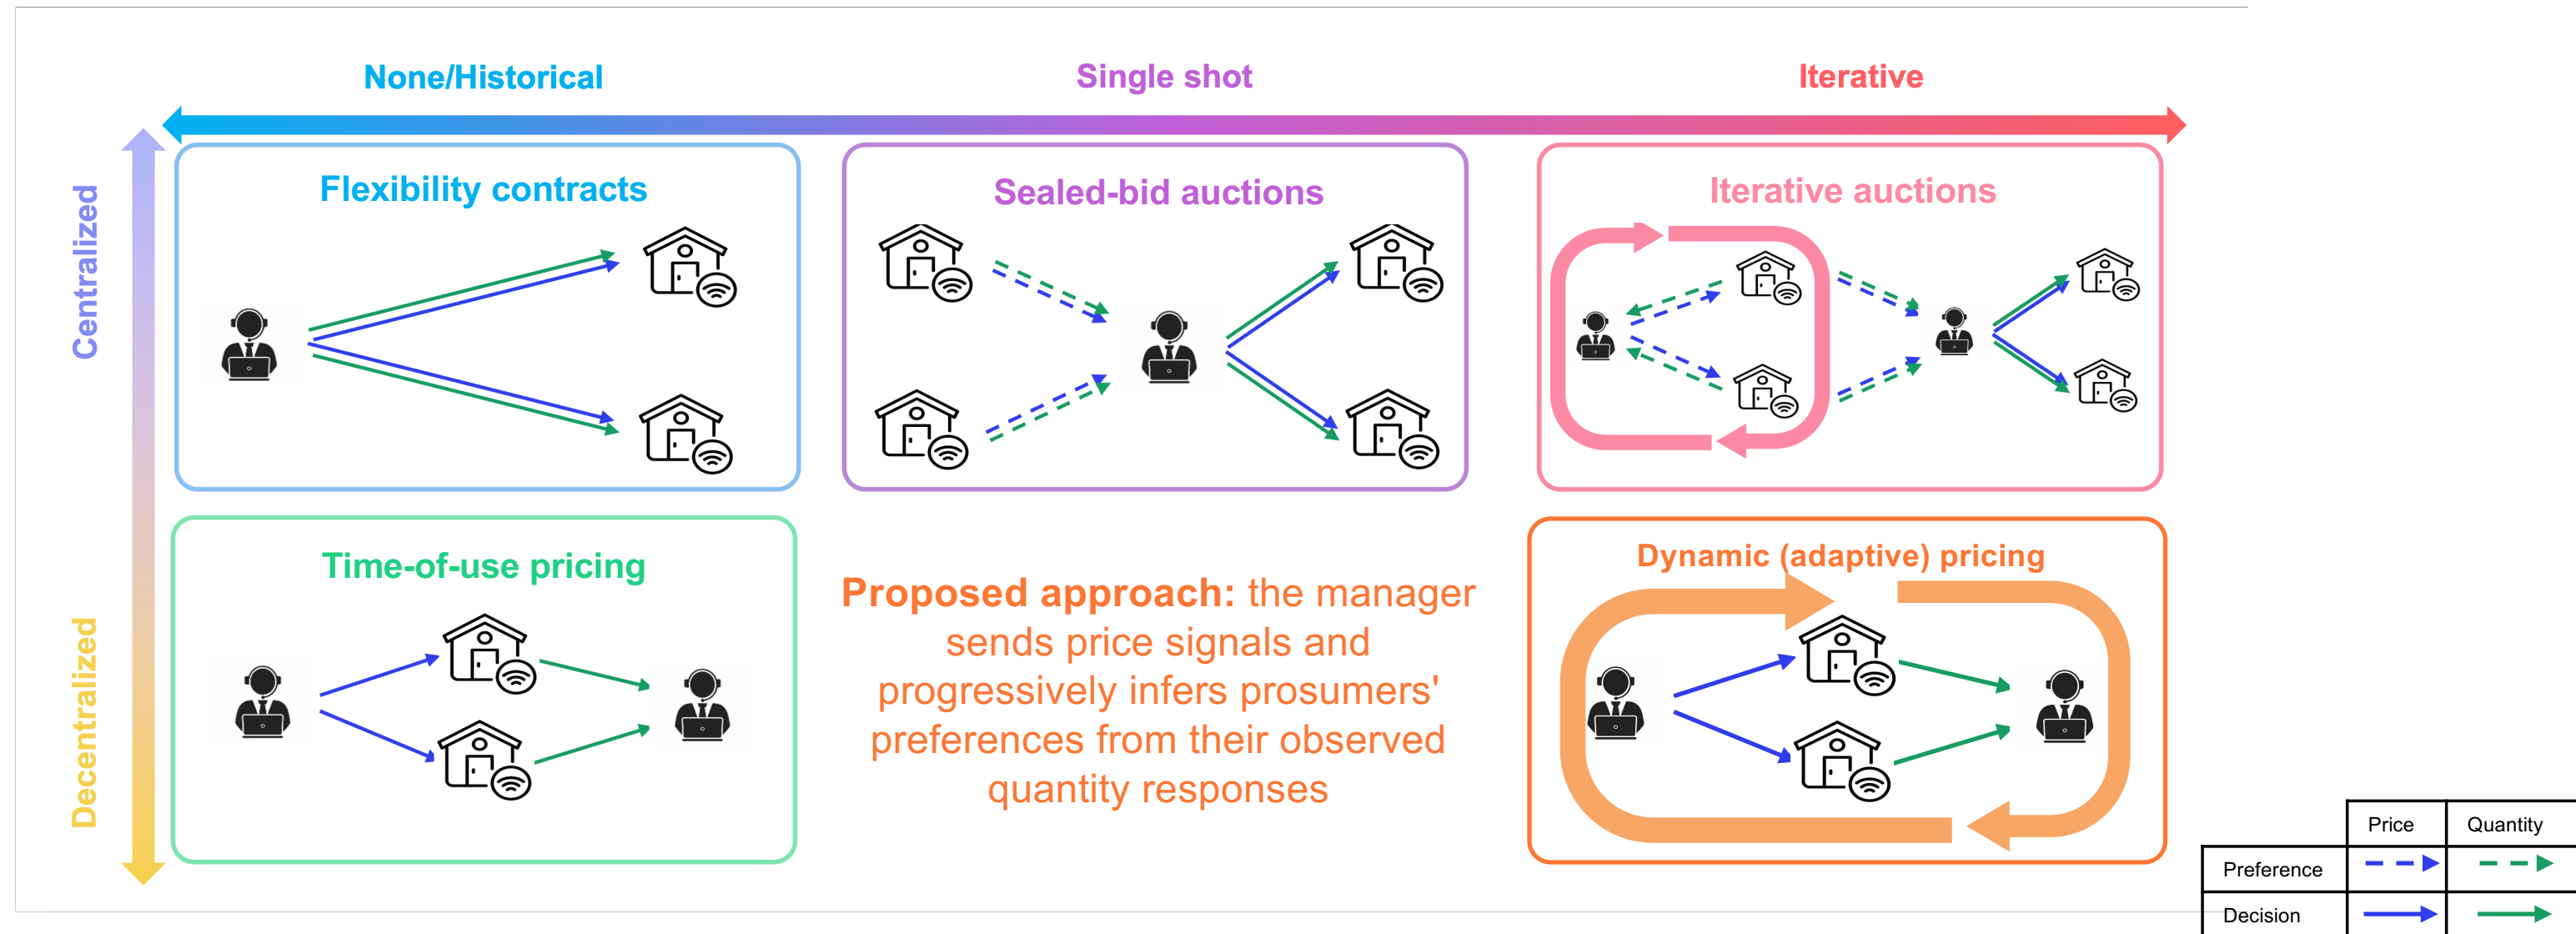 None/Historical
Single shot
Iterative
Centralized
Flexibility contracts
Sealed-bid auctions
Iterative auctions
Decentralized
Time-of-use pricing
Proposed approach: the manager
sends price signals and
progressively infers prosumers'
preferences from their observed
quantity responses
Dynamic (adaptive) pricing
Price Quantity
Preference
Decision